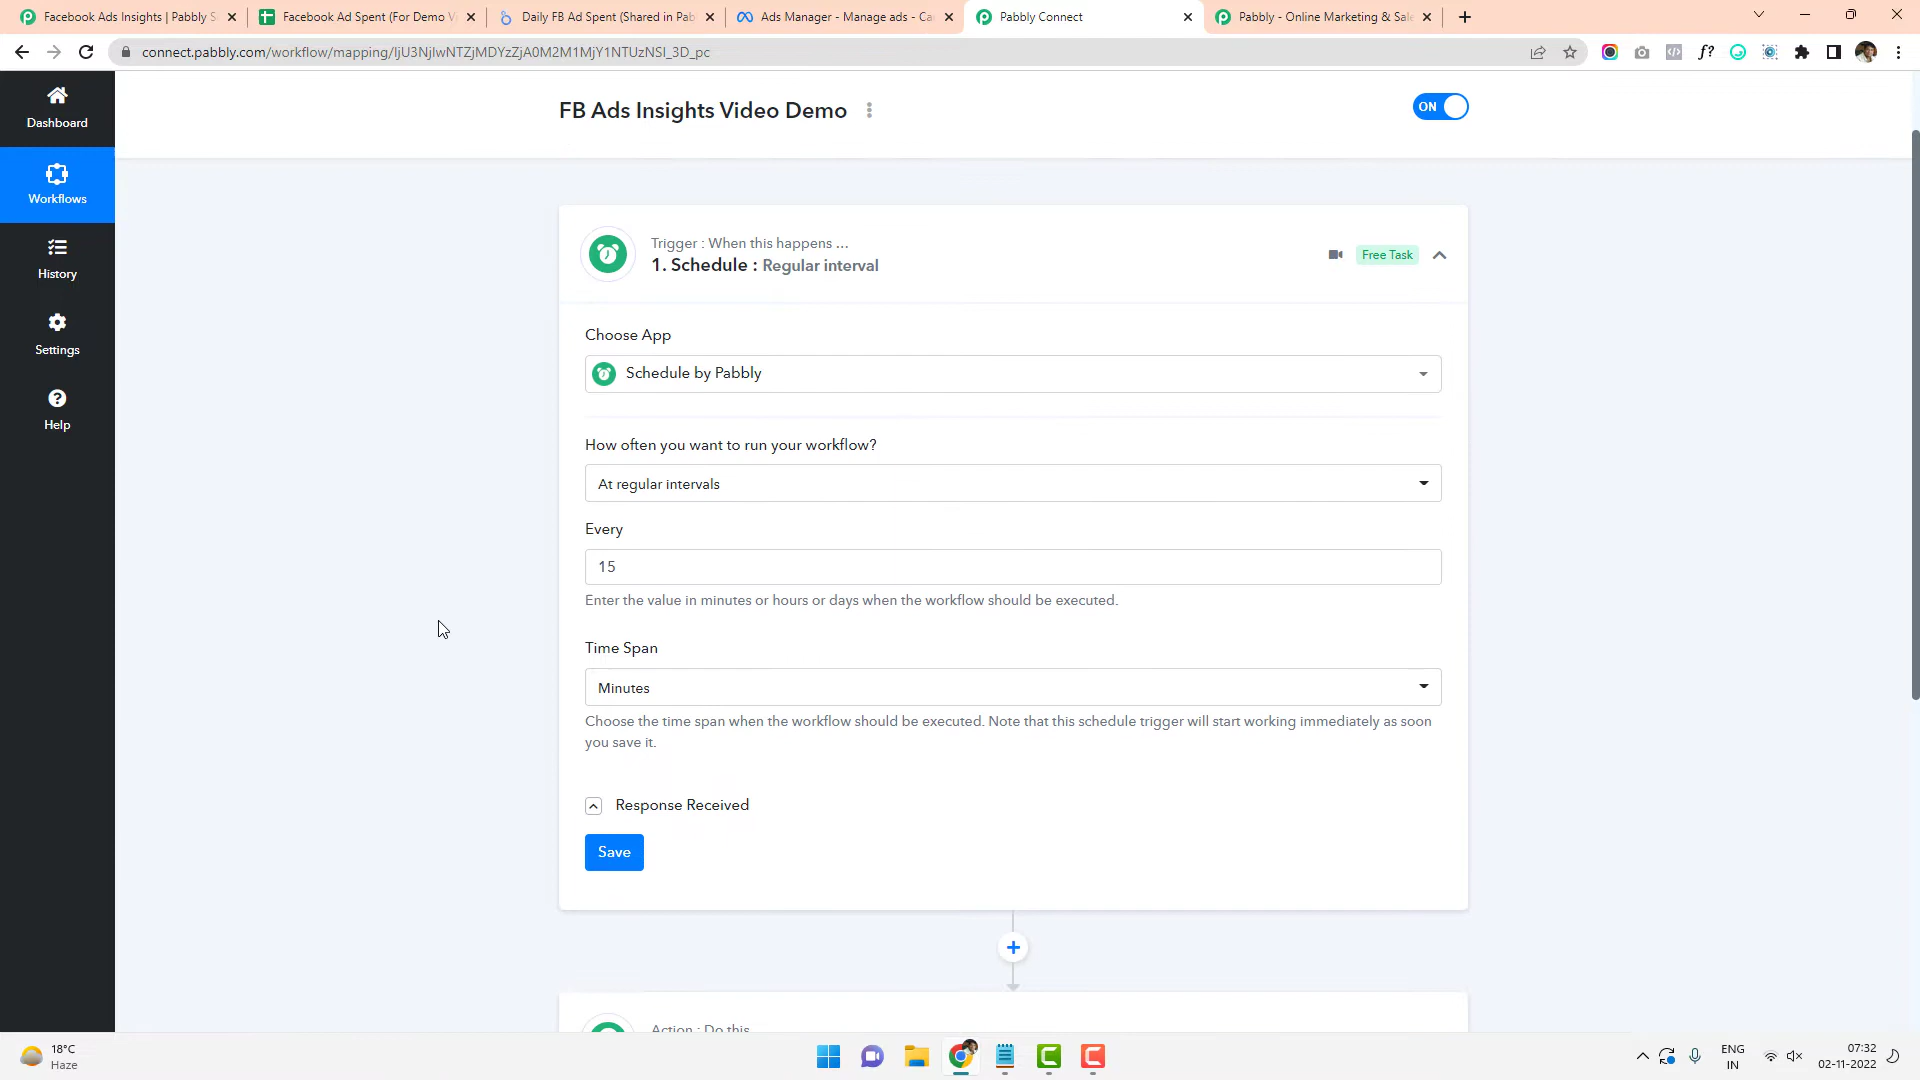 Facebook Ads Insights | Pabbly S
Facebook Ad Spent (For Demo Vi
Daily FB Ad Spent (Shared in Pab
Ads Manager - Manage ads - Ca
Pabbly Connect
Pabbly - Online Marketing & Sale
connect.pabbly.com/workflow/mapping/IjU3NjIwNTZjMDYzZjA0M2M1MjY1NTUzNSI_3D_pc
f?
Dashboard
Workflows
History
Settings
Help
FB Ads Insights Video Demo
ON
Trigger : When this happens ...
1. Schedule : Regular interval
Free Task
Choose App
Schedule by Pabbly
How often you want to run your workflow?
At regular intervals
Every
15
Enter the value in minutes or hours or days when the workflow should be executed.
Time Span
Minutes
Choose the time span when the workflow should be executed. Note that this schedule trigger will start working immediately as soon
you save it.
Response Received
Save
Action : Do this
18°C
Haze
ENG
IN
07:32
02-11-2022